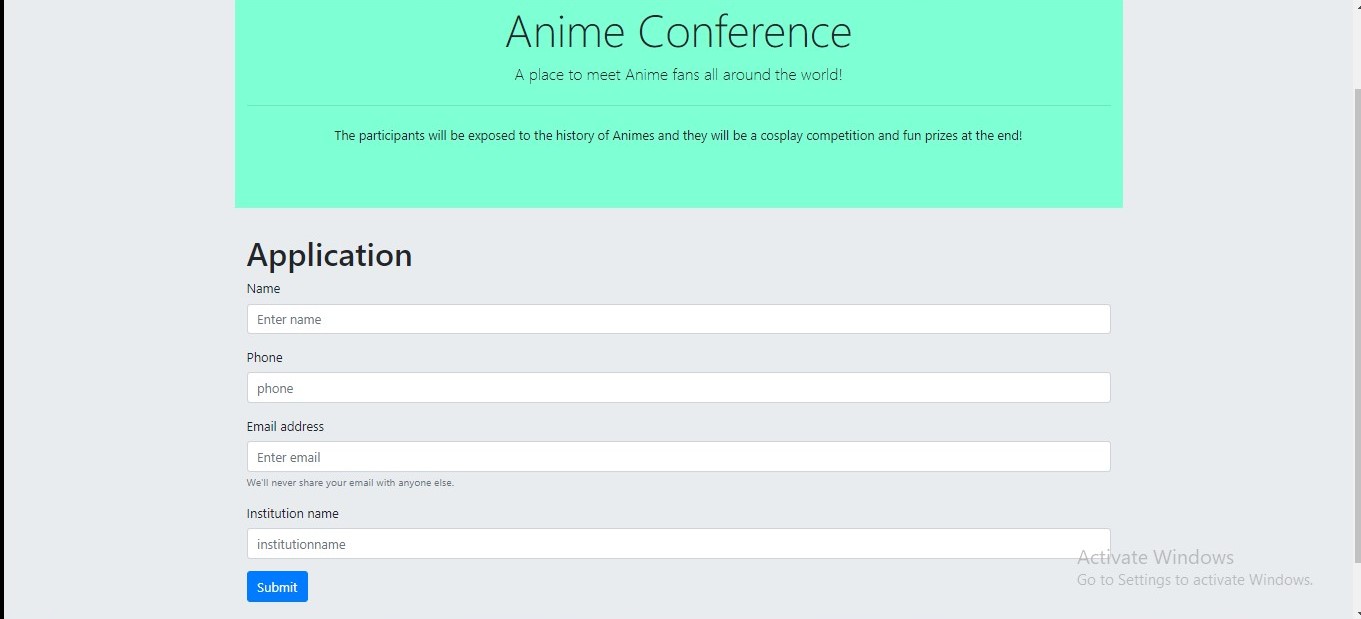 Anime Conference
A place to meet Anime fans all around the world!
The participants will be exposed to the history of Animes and they will be a cosplay competition and fun prizes at the end!
Application
Name
Enter name
Phone
phone
Email address
Enter email
We'll never share your email with anyone else.
Institution name
institutionname
Submit
Activate Windows
Go to Settings to activate Windows.